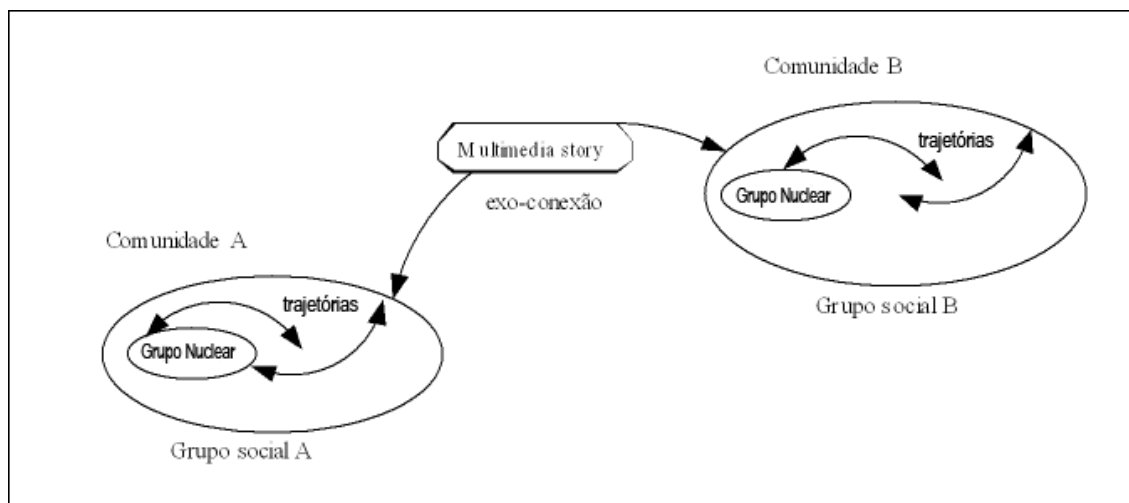 Comunidade B
Multimedia story
trajetórias
Grupo Nuclear
exo-conexão
Comunidade A
Grupo social B
trajetórias
Grupo Nuclear
Grupo social A